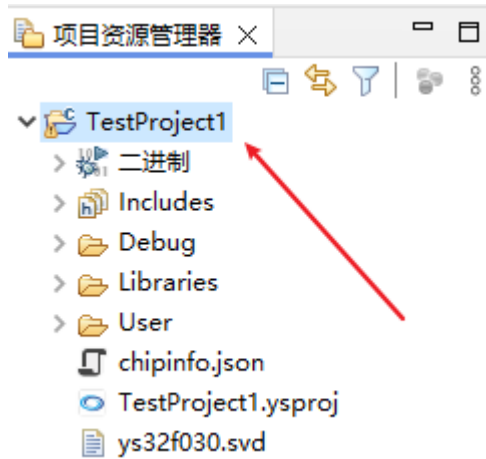 项目资源管理器
TestProject1
二进制
Includes
Debug
Libraries
User
chipinfo.json
TestProject1.ysproj
ys32f030.svd